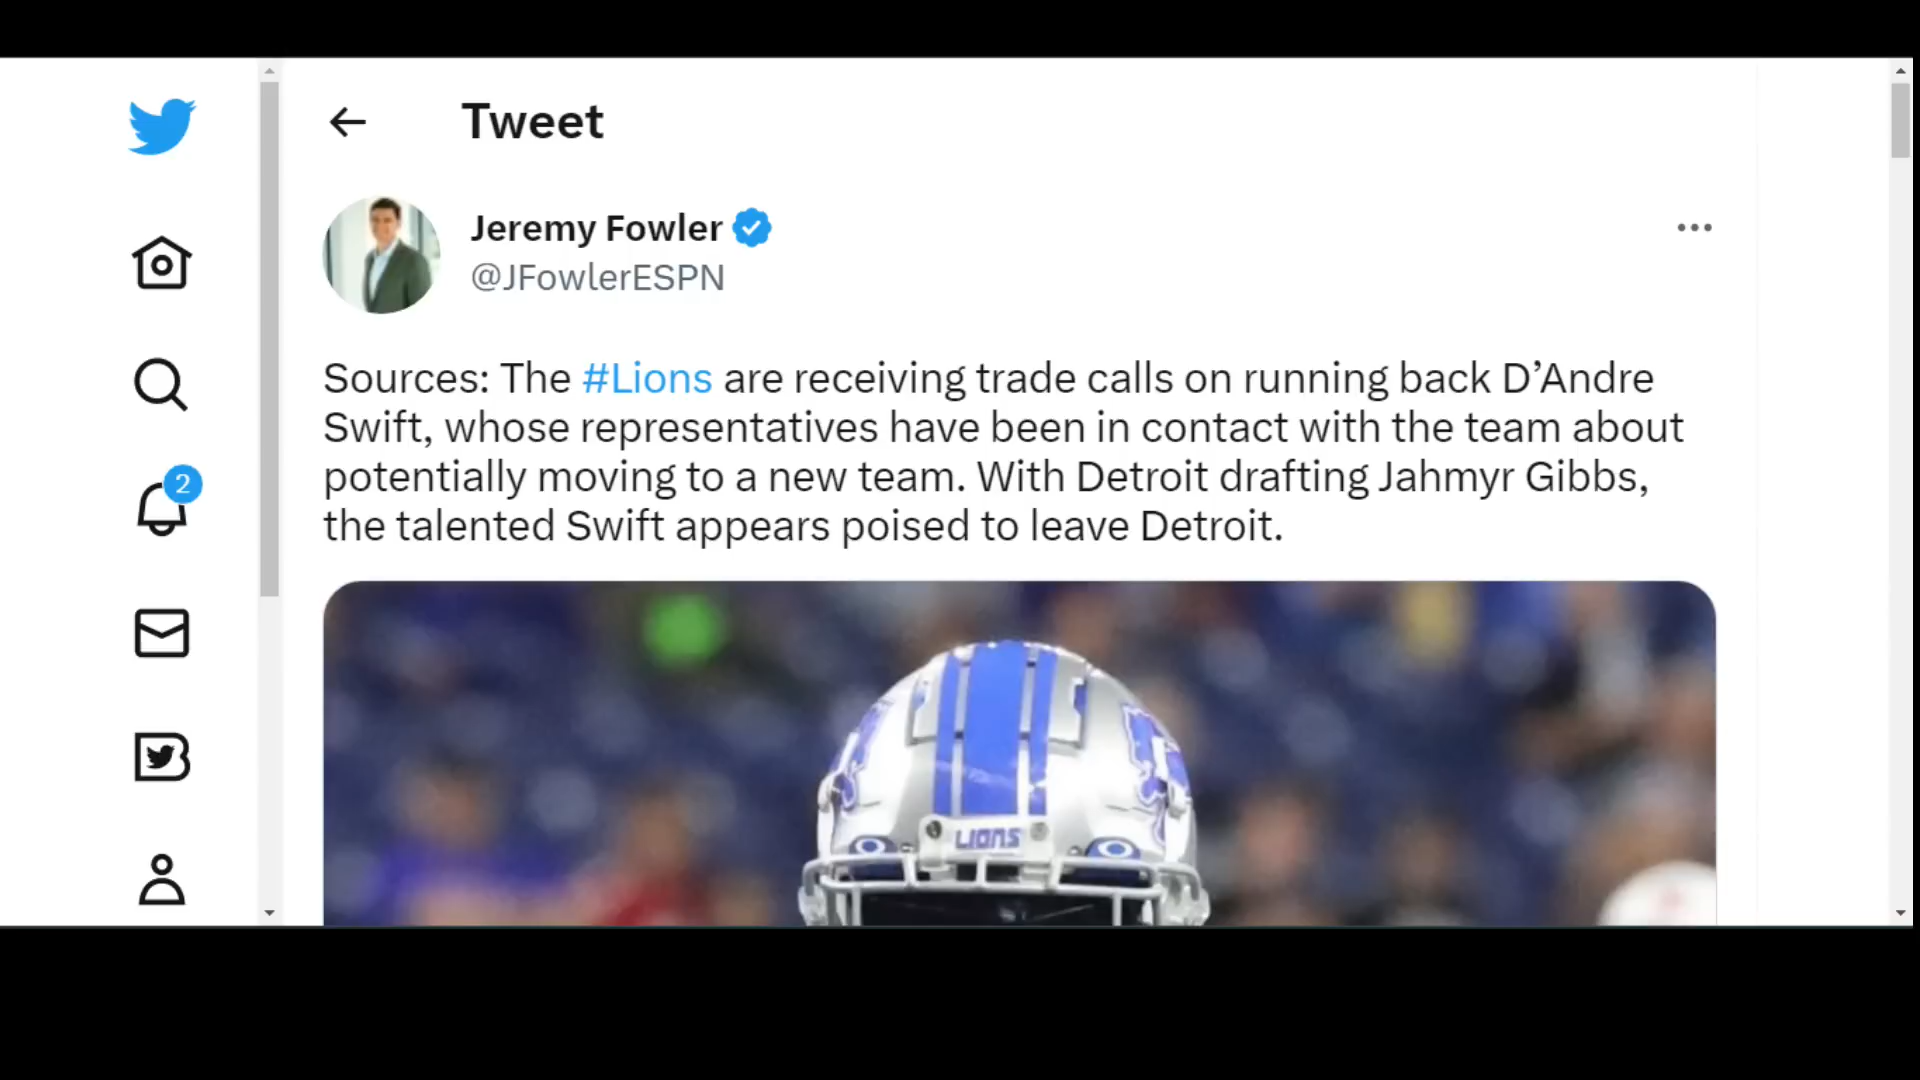 Tweet
Jeremy Fowler
@JFowlerESPN
Sources: The #Lions are receiving trade calls on running back D’Andre
Swift, whose representatives have been in contact with the team about
potentially moving to a new team. With Detroit drafting Jahmyr Gibbs,
the talented Swift appears poised to leave Detroit.
2
LIONS